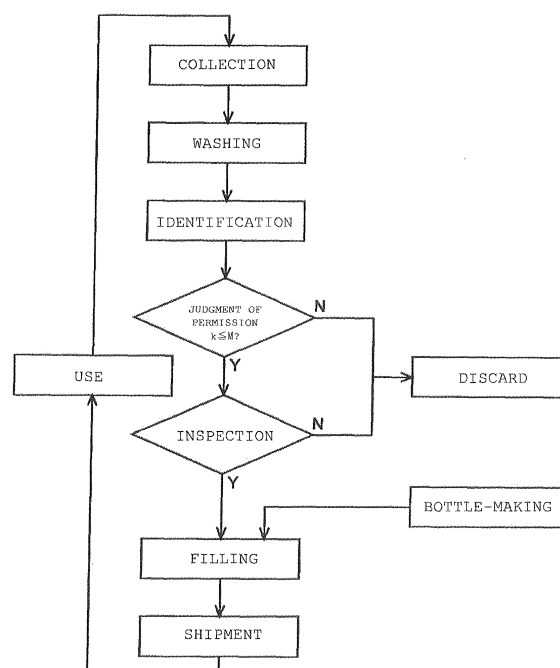 COLLECTION
WASHING
IDENTIFICATION
JUDGMENT OF
PERMISSION
k≦M?
N
Y
USE
DISCARD
INSPECTION
N
Y
BOTTLE-MAKING
FILLING
SHIPMENT